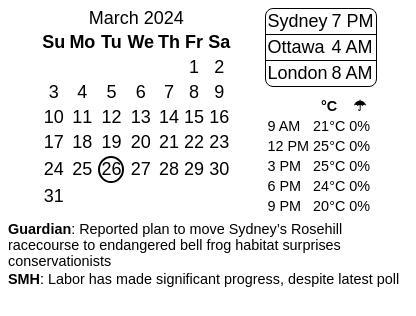 March 2024
Su Mo Tu We Th Fr Sa
1 2
3 4 5 6 7 8 9
10 11 12 13 14 15 16
17 18 19 20 21 22 23
24 25 26 27 28 29 30
31
Sydney 7 PM
Ottawa 4 AM
London 8 AM
°C ☂
9 AM 21°C 0%
12 PM 25°C 0%
3 PM 25°C 0%
6 PM 24°C 0%
9 PM 20°C 0%
Guardian: Reported plan to move Sydney’s Rosehill
racecourse to endangered bell frog habitat surprises
conservationists
SMH: Labor has made significant progress, despite latest poll